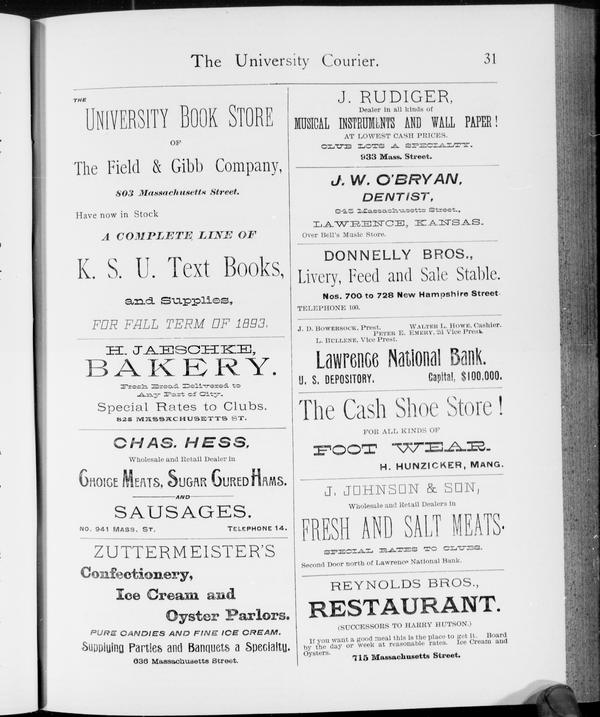 The University Courier. 31
THE
UNIVERSITY BOOK STORE
OF
The Field & Gibb Company,
803 Massachusetts Street.
Have now in Stock
A COMPLETE LINE OF
K. S. U. Text Books,
and Supplies,
FOR FALL TERM OF 1893.
H. JAESCHKE,
BAKERY.
Fresh Bread Delivered to
Any Part of City.
Special Rates to Clubs.
825 MASSACHUSETTS ST.
CHAS. HESS,
Wholesale and Retail Dealer in
CHOICE MEATS, SUGAR CURED HAMS.
AND
SAUSAGES.
NO. 941 MASS. ST. TELEPHONE 14.
ZUTTERMEISTER'S
Confectionery,
Ice Cream and
Oyster Parlors.
PURE CANDIES AND FINE ICE CREAM.
Supplying Parties and Banquets a Specialty.
636 Massachusetts Street.
J. RUDIGER,
Dealer in all kinds of
MUSICAL INSTRUMENTS AND WALL PAPER!
AT LOWEST CASH PRICES.
CLUB LOTS A SPECIALTY.
933 Mass. Street.
J. W. O'BRYAN,
DENTIST,
845 Massachusetts Street.,
LAWRENCE, KANSAS.
Over Bell's Music Store.
DONNELLY BROS.,
Livery, Feed and Sale Stable.
Nos. 700 to 728 New Hampshire Street
TELEPHONE 100.
J. D. BOWERSOCK, Prest. WALTER L. HOWE, Cashier.
PETER E. EMERY, 2d Vice Prest.
L. BULLENE, Vice Prest.
Lawrence National Bank.
U. S. DEPOSITORY. Capital, $100.000.
The Cash Shoe Store!
FOR ALL KINDS OF
FOOT WEAR.
H. HUNZICKER, MANG.
J. JOHNSON & SON,
Wholesale and Retail Dealers in
FRESH AND SALT MEATS.
SPECIAL RATES TO CLUBS.
Second Door north of Lawrence National Bank.
REYNOLDS BROS.,
RESTAURANT.
(SUCCESSORS TO HARRY HUTSON.)
If you want a good meal this is the place to get it. Board
by the day or week at reasonable rates. Ice Cream and
Oysters.
715 Massachusetts Street.